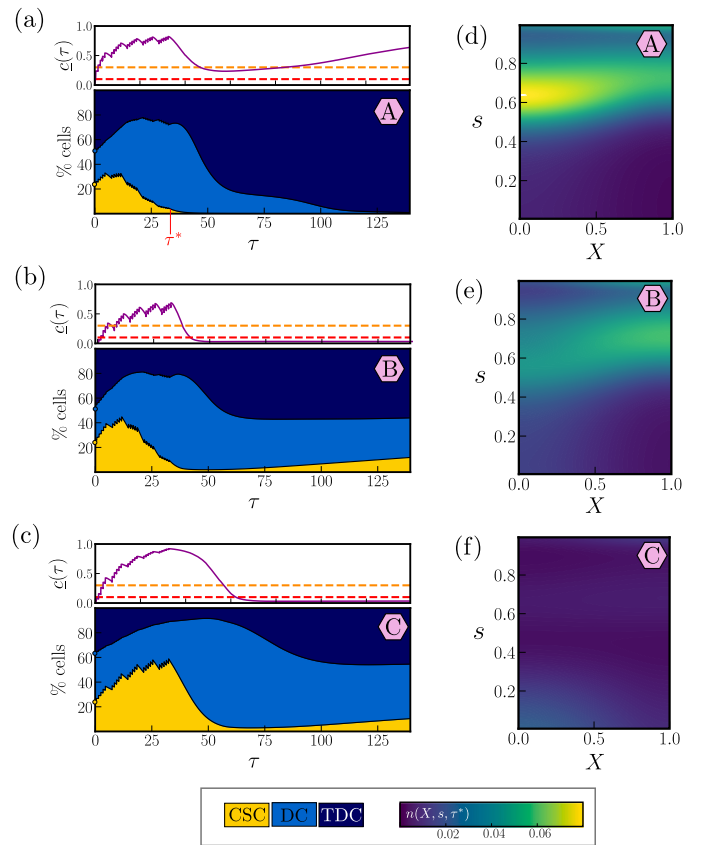 (a)
1.0
0.5
0.0
c(τ)
80
60
40
20
% cells
A
0 25 50 75 100 125
τ*
τ
(d)
0.8
0.6
0.4
0.2
s
A
0.0 0.5 1.0
X
(b)
1.0
0.5
0.0
c(τ)
80
60
40
20
% cells
B
0 25 50 75 100 125
τ
(e)
0.8
0.6
0.4
0.2
s
B
0.0 0.5 1.0
X
(c)
1.0
0.5
0.0
c(τ)
80
60
40
20
% cells
C
0 25 50 75 100 125
τ
(f)
0.8
0.6
0.4
0.2
s
C
0.0 0.5 1.0
X
CSC DC TDC
n(X, s, τ*)
0.02 0.04 0.06